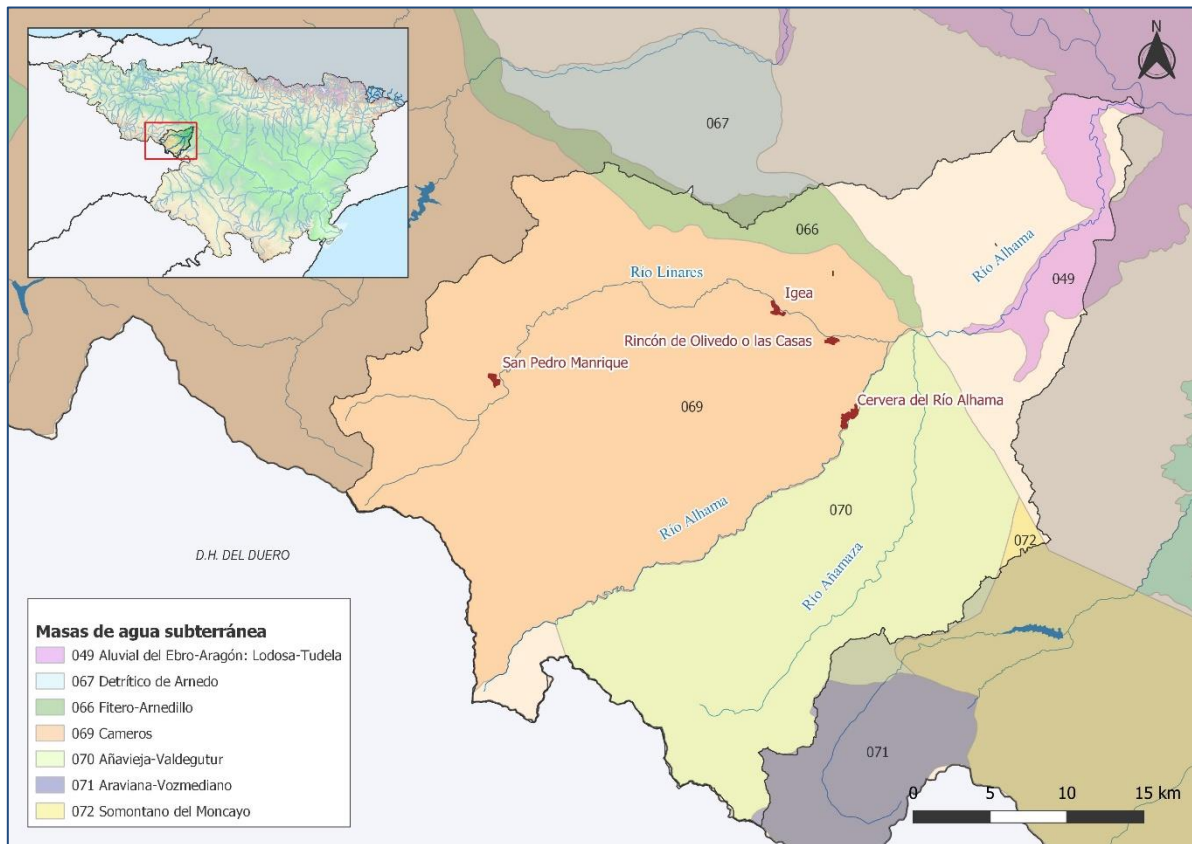 N
067
066
Río Linares
Río Alhama
049
Igea
Rincón de Olivedo o las Casas
San Pedro Manrique
Cervera del Río Alhama
069
Río Alhama
070
072
Río Añamaza
D.H. DEL DUERO
071
0 5 10 15 km
Masas de agua subterránea
049 Aluvial del Ebro-Aragón: Lodosa-Tudela
067 Detrítico de Arnedo
066 Fitero-Arnedillo
069 Cameros
070 Añavieja-Valdegutur
071 Araviana-Vozmediano
072 Somontano del Moncayo